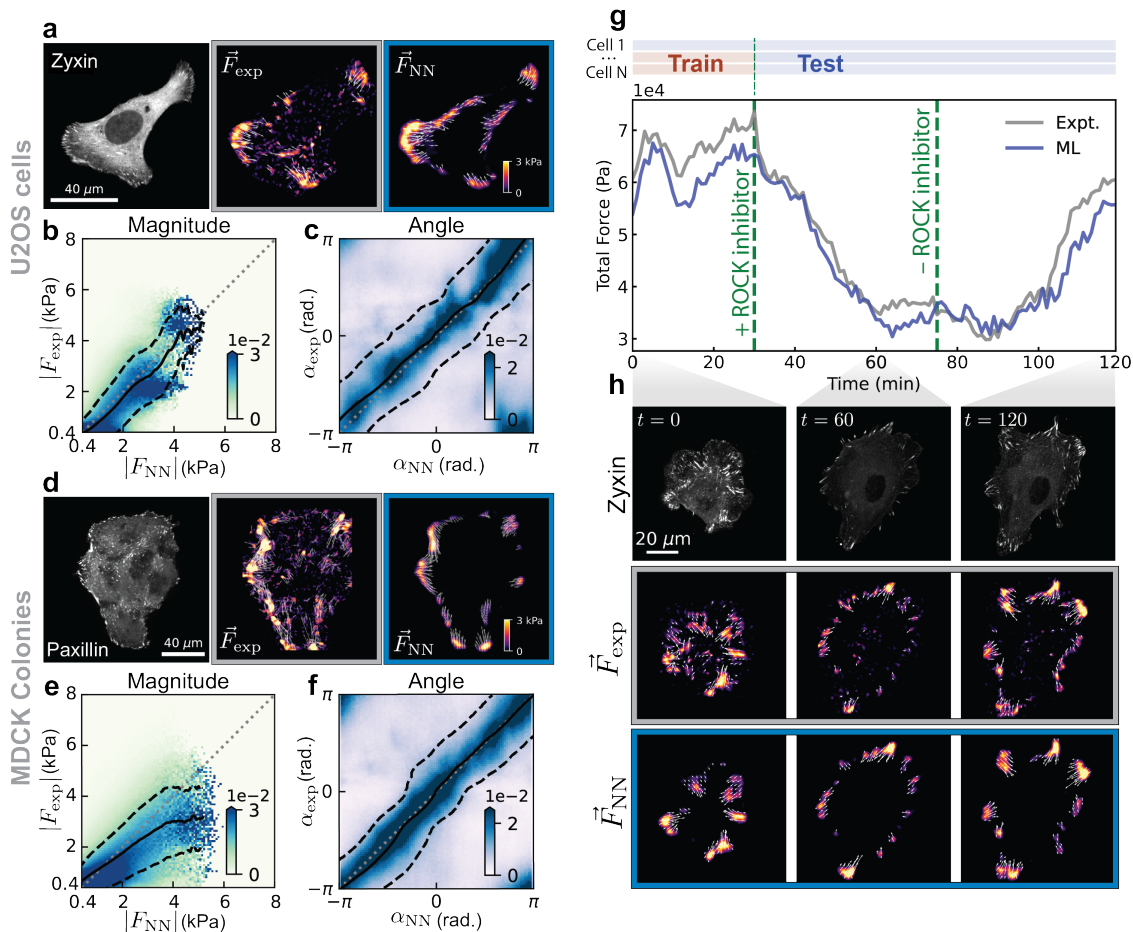 U2OS cells
a
Zyxin
40 μm
F⃗exp
F⃗NN
3 kPa
0
b
Magnitude
8
6
4
2
0.4
|Fexp| (kPa)
1e-2
3
0
0.4 2 4 6 8
|FNN| (kPa)
c
Angle
π
0
−π
αexp (rad.)
1e-2
2
0
−π 0 π
αNN (rad.)
MDCK Colonies
d
Paxillin
40 μm
F⃗exp
F⃗NN
3 kPa
0
e
Magnitude
8
6
4
2
0.4
|Fexp| (kPa)
1e-2
3
0
0.4 2 4 6 8
|FNN| (kPa)
f
Angle
π
0
−π
αexp (rad.)
1e-2
2
0
−π 0 π
αNN (rad.)
g
Cell 1
...
Cell N
Train
Test
1e4
7
6
5
4
3
Total Force (Pa)
Expt.
ML
+ ROCK inhibitor
− ROCK inhibitor
0 20 40 60 80 100 120
Time (min)
h
Zyxin
t = 0
t = 60
t = 120
20 μm
F⃗exp
F⃗NN